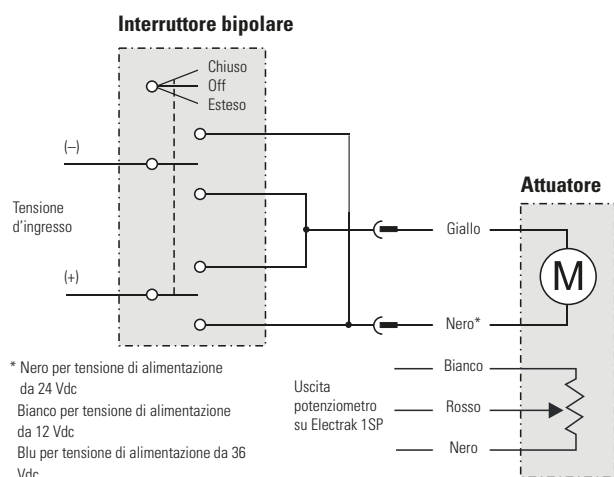 Interruttore bipolare
Chiuso
Off
Esteso
(–)
Tensione
d'ingresso
(+)
Attuatore
Giallo
M
Nero*
* Nero per tensione di alimentazione
da 24 Vdc
Bianco per tensione di alimentazione
da 12 Vdc
Blu per tensione di alimentazione da 36
Vdc
Uscita
potenziometro
su Electrak 1SP
Bianco
Rosso
Nero